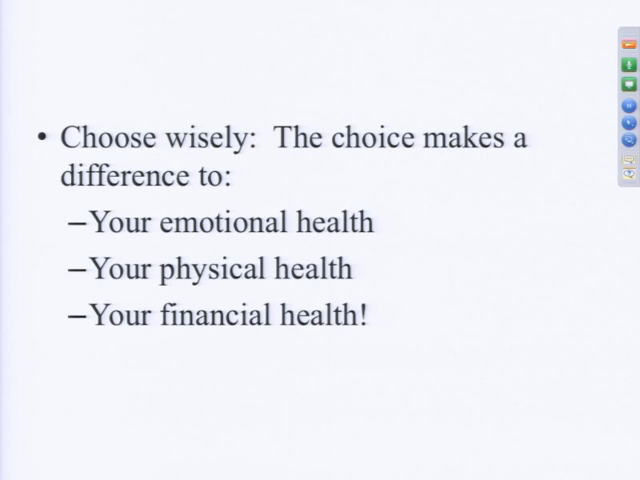 • Choose wisely:  The choice makes a
difference to:
–Your emotional health
–Your physical health
–Your financial health!